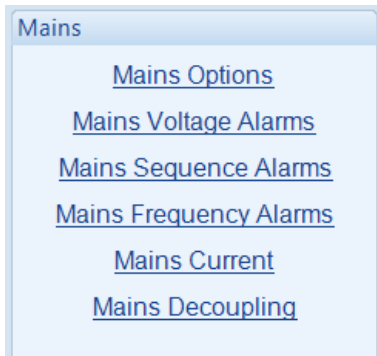 Mains
Mains Options
Mains Voltage Alarms
Mains Sequence Alarms
Mains Frequency Alarms
Mains Current
Mains Decoupling